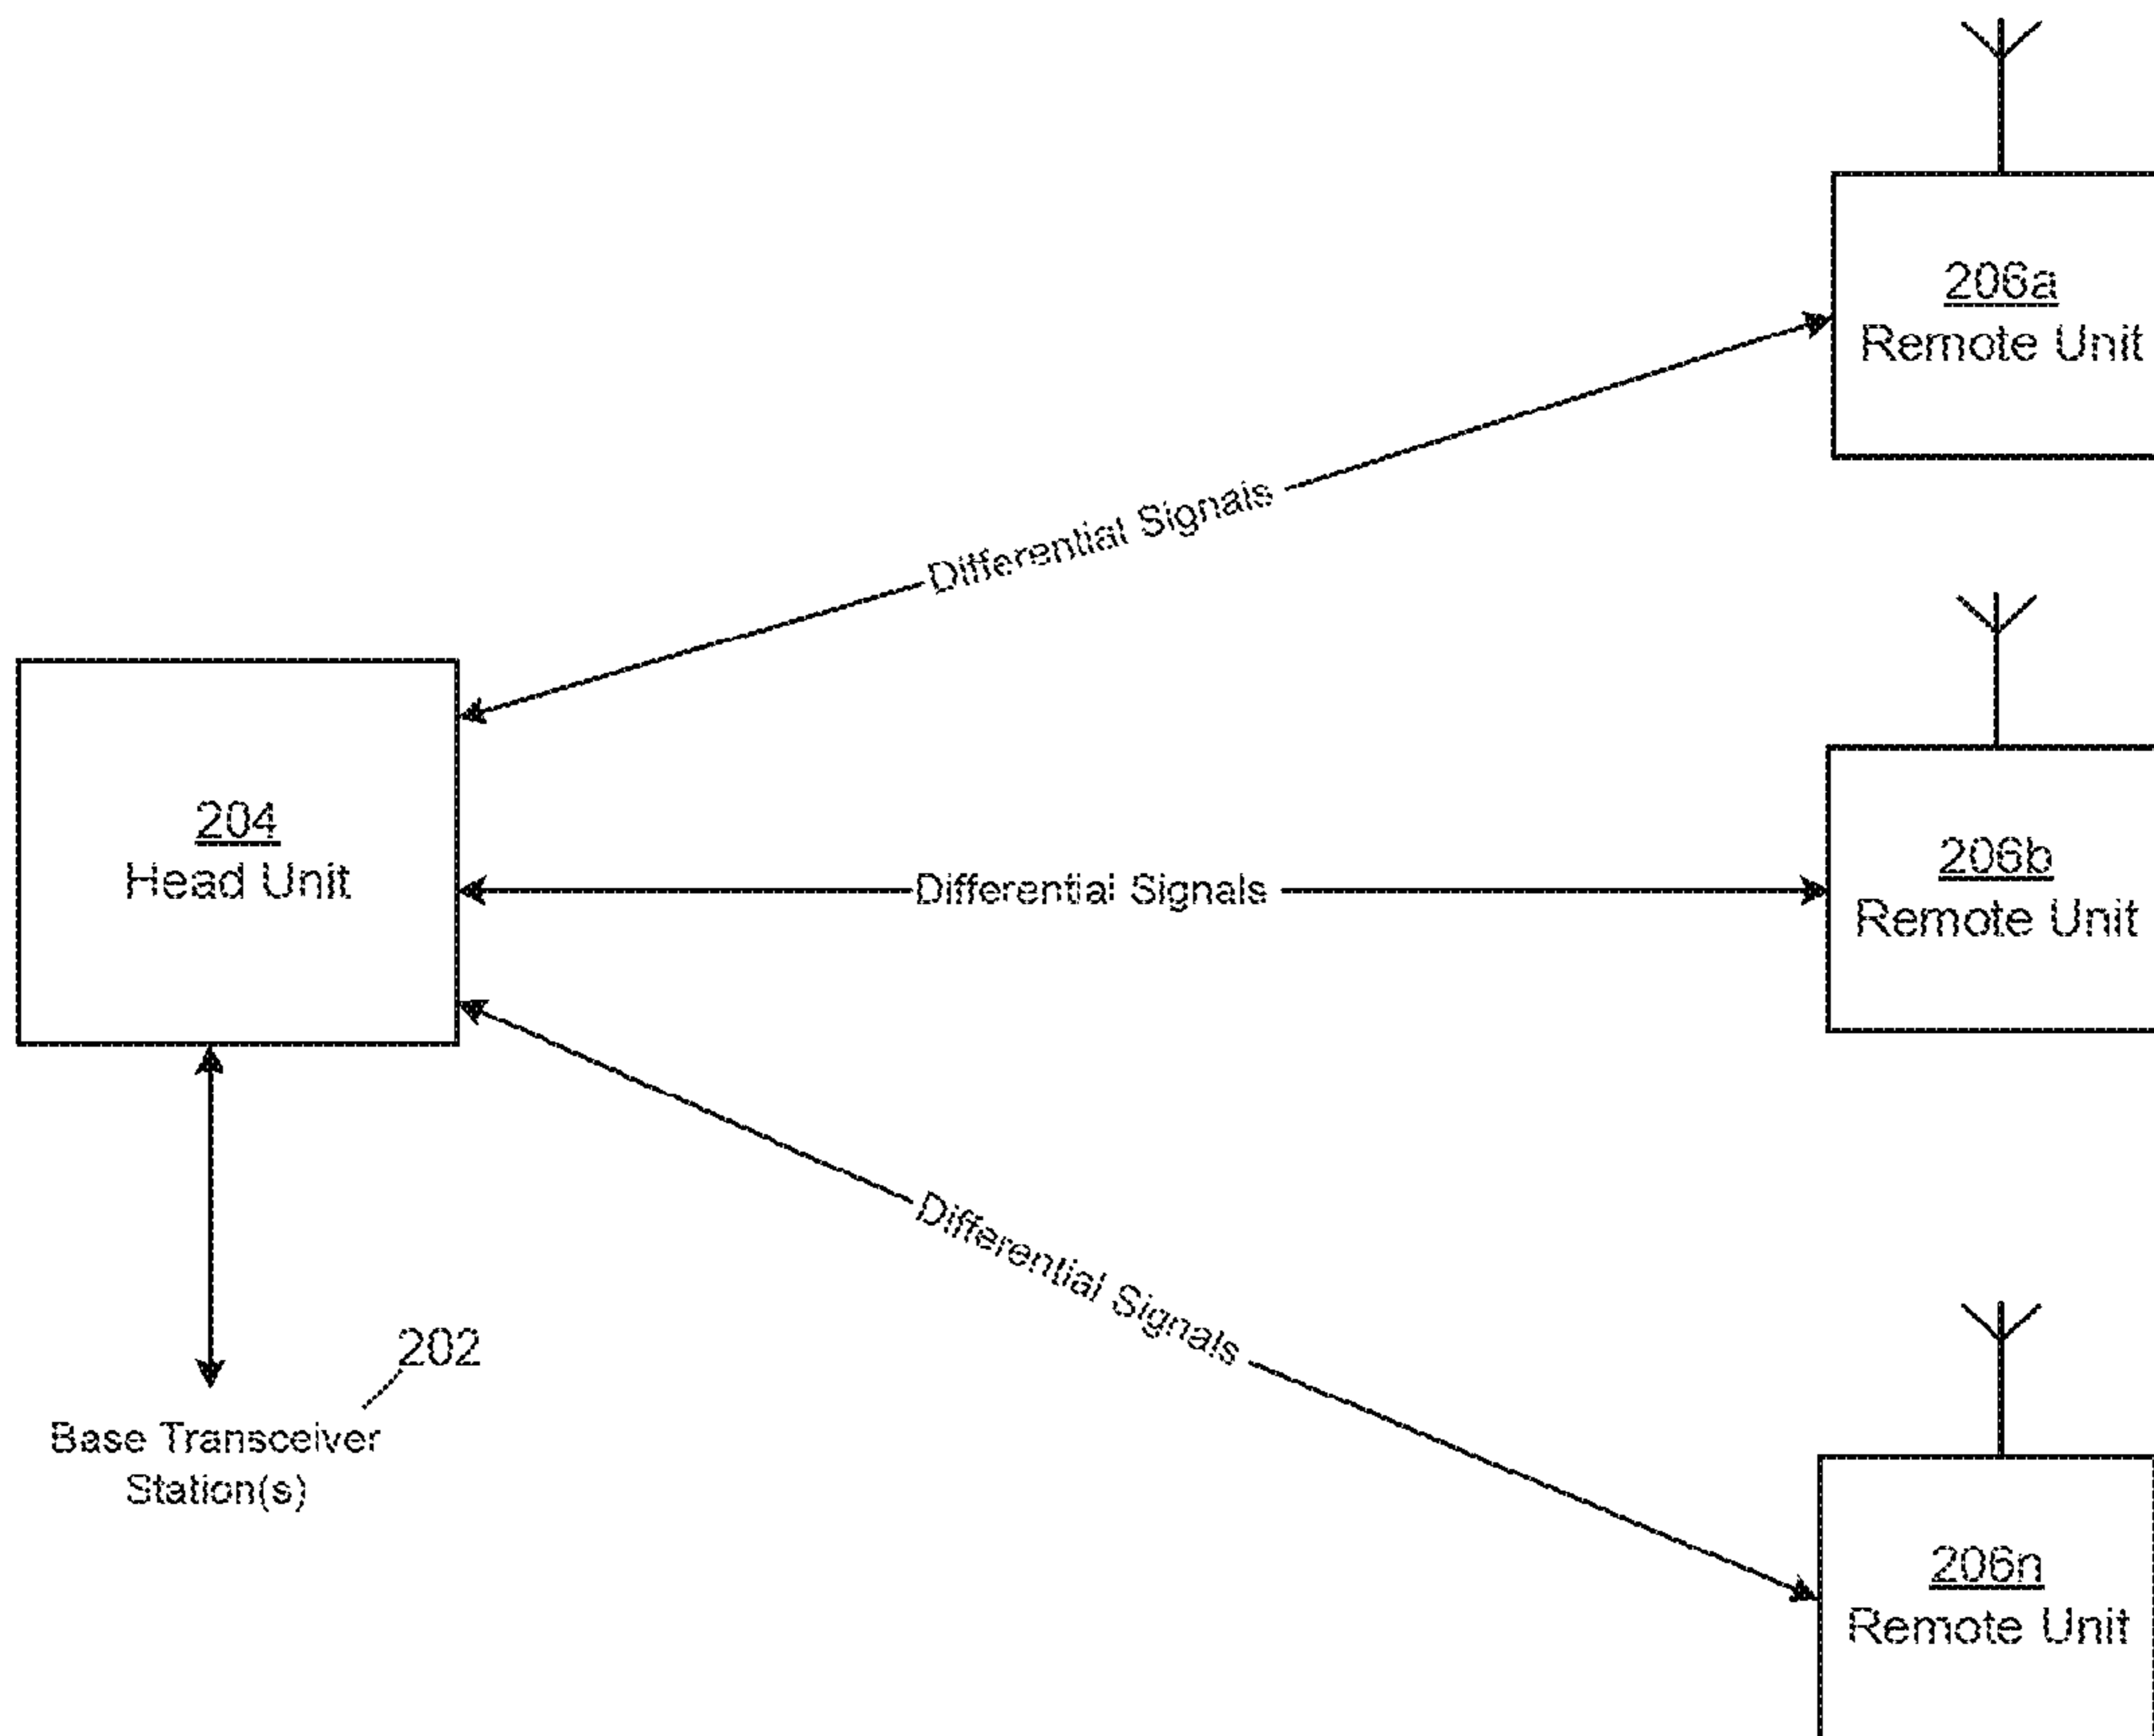 206a
Remote Unit
Differential Signals
204
Head Unit
Differential Signals
206b
Remote Unit
Differential Signals
202
Base Transceiver
Station(s)
206n
Remote Unit